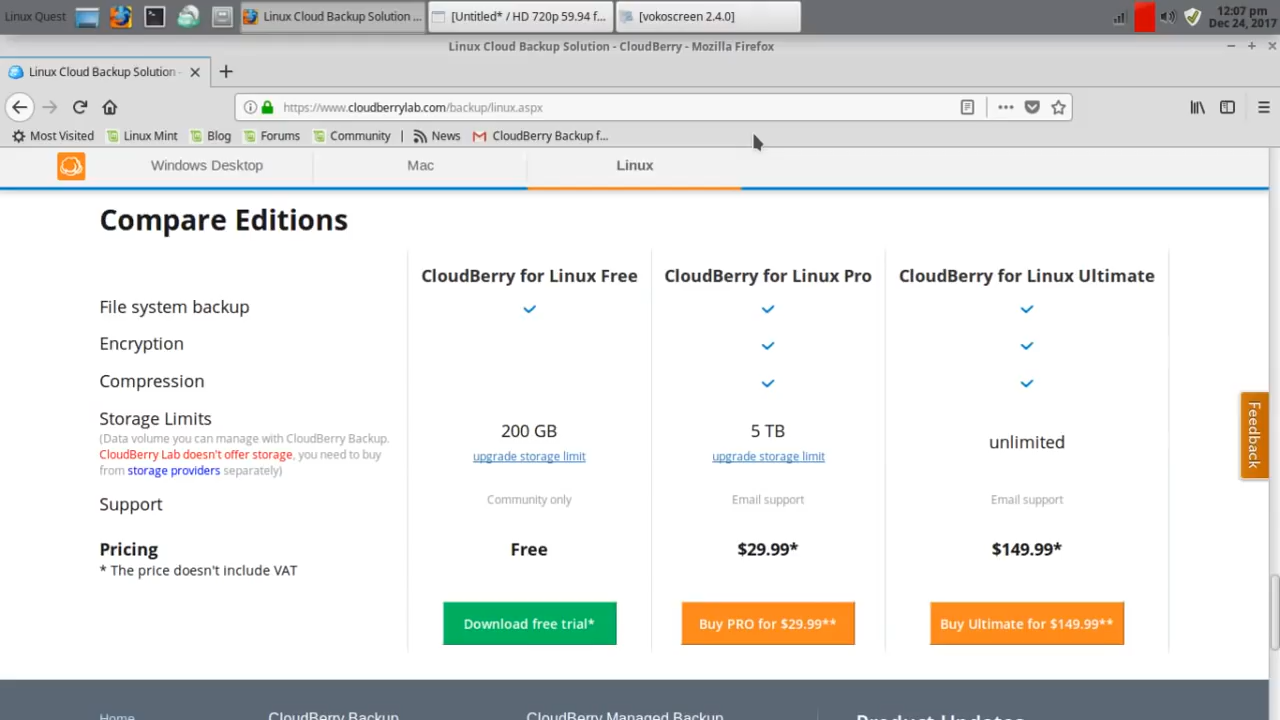 Linux Quest
Linux Cloud Backup Solution ...
[Untitled* / HD 720p 59.94 f...
[vokoscreen 2.4.0]
12:07 pm
Dec 24, 2017
Linux Cloud Backup Solution - CloudBerry - Mozilla Firefox
Linux Cloud Backup Solution -
https://www.cloudberrylab.com/backup/linux.aspx
Most Visited
Linux Mint
Blog
Forums
Community
News
CloudBerry Backup f...
Windows Desktop
Mac
Linux
Compare Editions
CloudBerry for Linux Free
CloudBerry for Linux Pro
CloudBerry for Linux Ultimate
File system backup
Encryption
Compression
Storage Limits
(Data volume you can manage with CloudBerry Backup.
CloudBerry Lab doesn't offer storage, you need to buy
from storage providers separately)
200 GB
upgrade storage limit
5 TB
upgrade storage limit
unlimited
Support
Community only
Email support
Email support
Pricing
* The price doesn't include VAT
Free
$29.99*
$149.99*
Download free trial*
Buy PRO for $29.99**
Buy Ultimate for $149.99**
Feedback
Home
CloudBerry Backup
CloudBerry Managed Backup
Product Updates